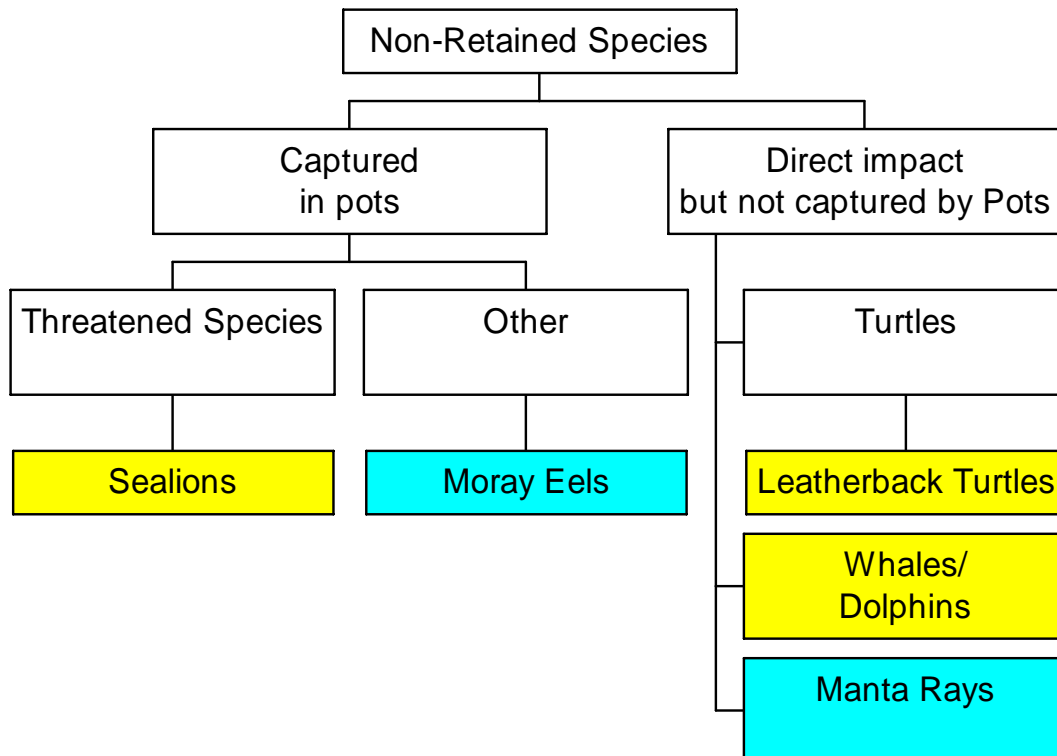 Non-Retained Species
Captured
in pots
Direct impact
but not captured by Pots
Threatened Species
Other
Turtles
Sealions
Moray Eels
Leatherback Turtles
Whales/
Dolphins
Manta Rays